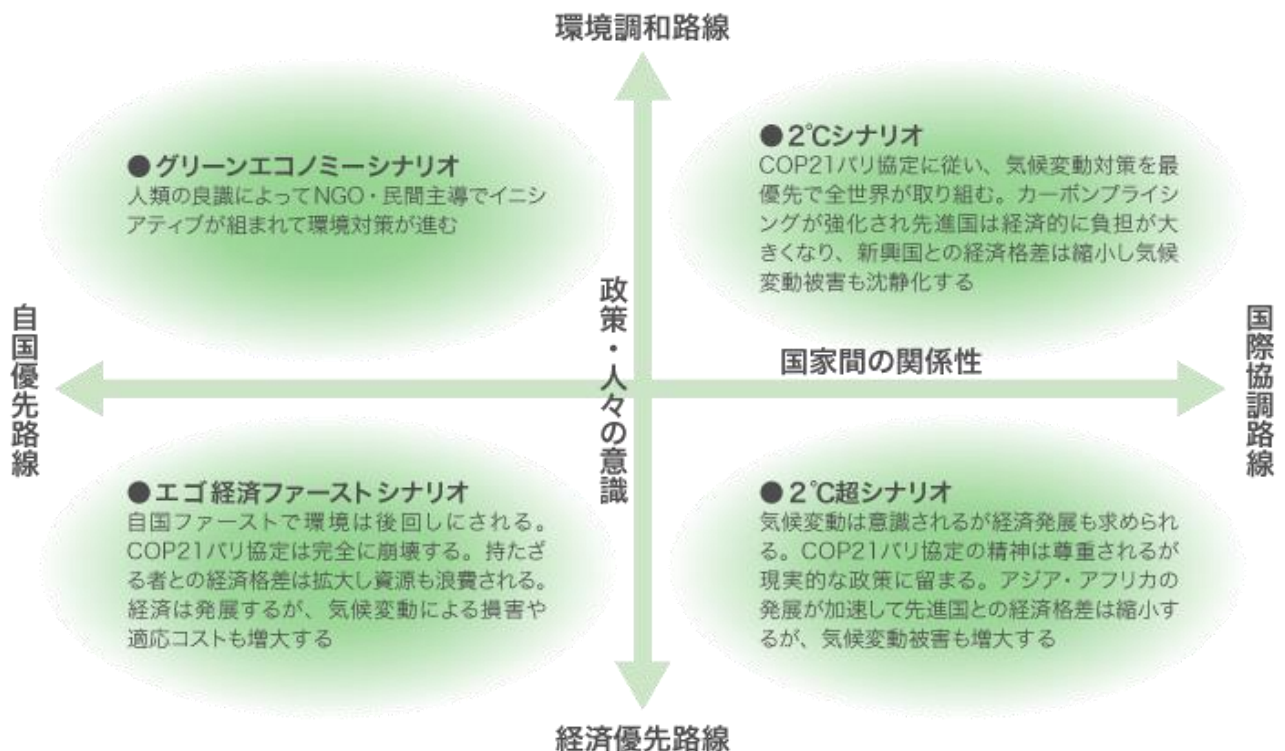 環境調和路線
●グリーンエコノミーシナリオ
人類の良識によってNGO・民間主導でイニシ
アティブが組まれて環境対策が進む
●2℃シナリオ
COP21パリ協定に従い、気候変動対策を最
優先で全世界が取り組む。カーボンプライシ
ングが強化され先進国は経済的に負担が大
きくなり、新興国との経済格差は縮小し気候
変動被害も沈静化する
政策・人々の意識
国家間の関係性
自国優先路線
国際協調路線
●エゴ経済ファーストシナリオ
自国ファーストで環境は後回しにされる。
COP21パリ協定は完全に崩壊する。持たざ
る者との経済格差は拡大し資源も浪費される。
経済は発展するが、気候変動による損害や
適応コストも増大する
●2℃超シナリオ
気候変動は意識されるが経済発展も求められ
る。COP21パリ協定の精神は尊重されるが
現実的な政策に留まる。アジア・アフリカの
発展が加速して先進国との経済格差は縮小す
るが、気候変動被害も増大する
経済優先路線